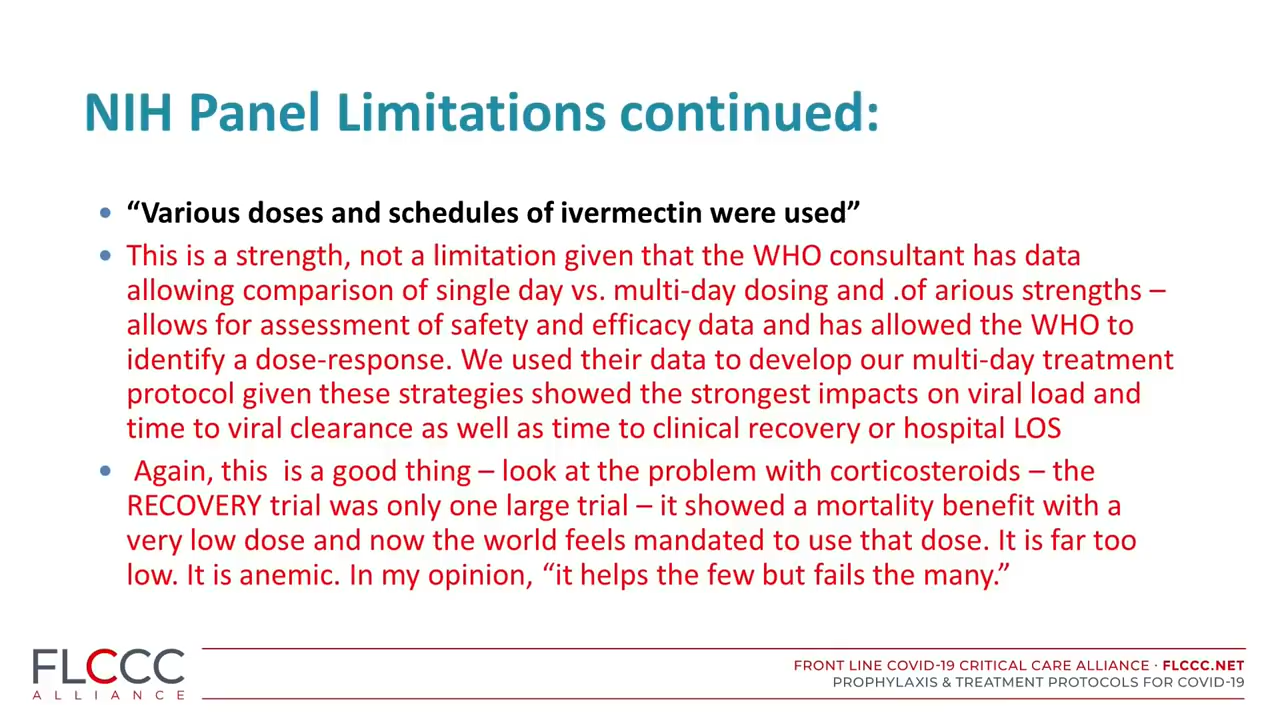 NIH Panel Limitations continued:
• “Various doses and schedules of ivermectin were used”
• This is a strength, not a limitation given that the WHO consultant has data
allowing comparison of single day vs. multi-day dosing and .of arious strengths –
allows for assessment of safety and efficacy data and has allowed the WHO to
identify a dose-response. We used their data to develop our multi-day treatment
protocol given these strategies showed the strongest impacts on viral load and
time to viral clearance as well as time to clinical recovery or hospital LOS
• Again, this  is a good thing – look at the problem with corticosteroids – the
RECOVERY trial was only one large trial – it showed a mortality benefit with a
very low dose and now the world feels mandated to use that dose. It is far too
low. It is anemic. In my opinion, “it helps the few but fails the many.”
FLCCC
ALLIANCE
FRONT LINE COVID-19 CRITICAL CARE ALLIANCE · FLCCC.NET
PROPHYLAXIS & TREATMENT PROTOCOLS FOR COVID-19